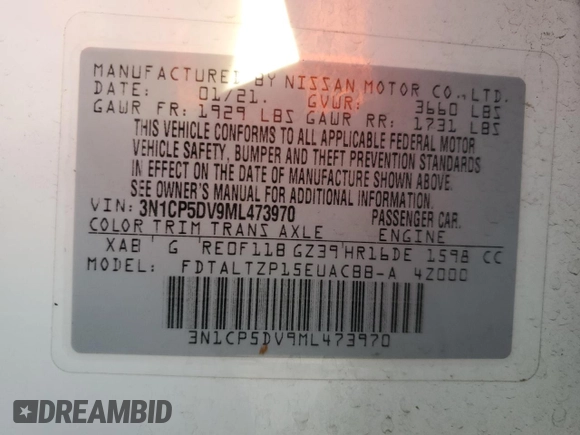 MANUFACTURED BY NISSAN MOTOR CO., LTD.
DATE: 01/21. GVWR: 3660 LBS
GAWR FR: 1929 LBS GAWR RR: 1731 LBS
THIS VEHICLE CONFORMS TO ALL APPLICABLE FEDERAL MOTOR
VEHICLE SAFETY, BUMPER AND THEFT PREVENTION STANDARDS
IN EFFECT ON THE DATE OF MANUFACTURE SHOWN ABOVE.
SEE OWNER'S MANUAL FOR ADDITIONAL INFORMATION.
VIN: 3N1CP5DV9ML473970 PASSENGER CAR.
COLOR TRIM TRANS AXLE ENGINE
XAB G RE0F11B GZ39 HR16DE 1598 CC
MODEL: FDTALTZP15EUACBB-A 4Z000
3N1CP5DV9ML473970
DREAMBID